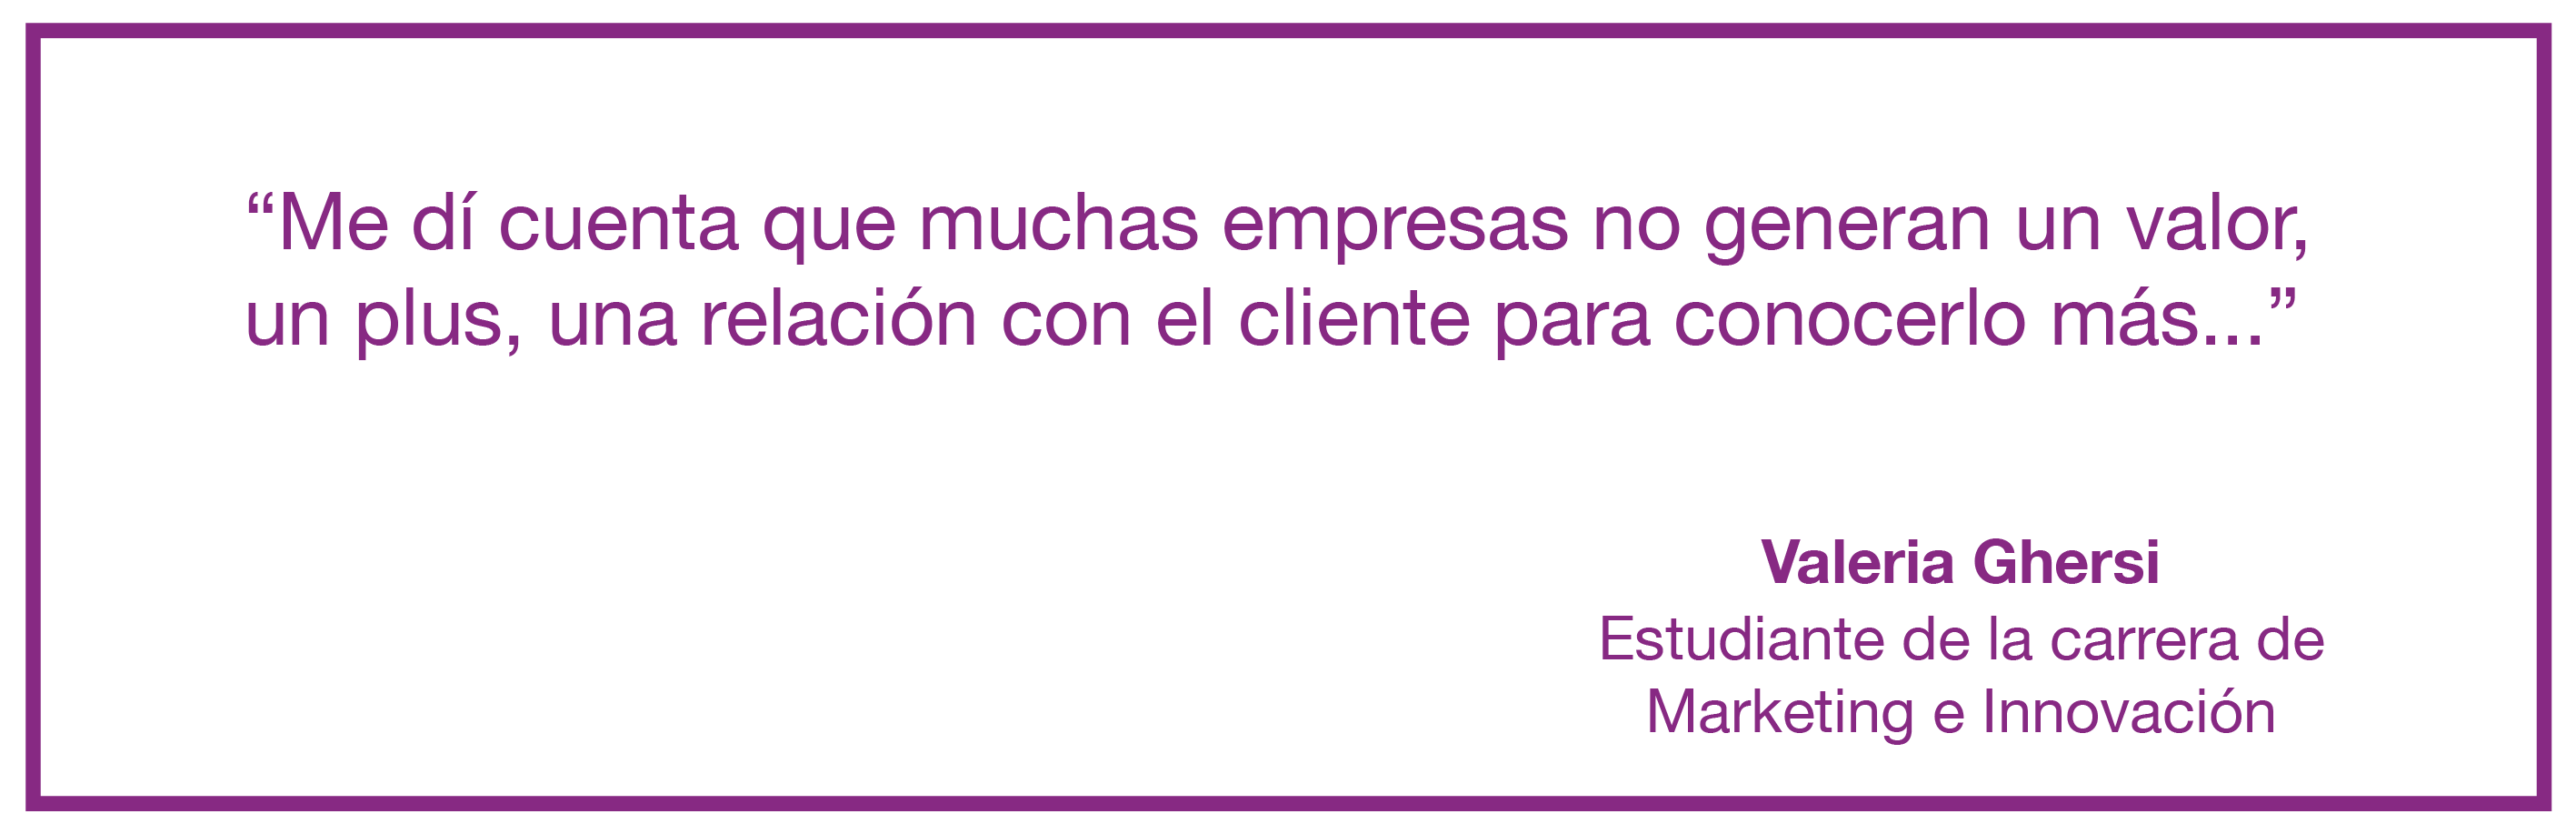 “Me dí cuenta que muchas empresas no generan un valor,
un plus, una relación con el cliente para conocerlo más...”
Valeria Ghersi
Estudiante de la carrera de
Marketing e Innovación